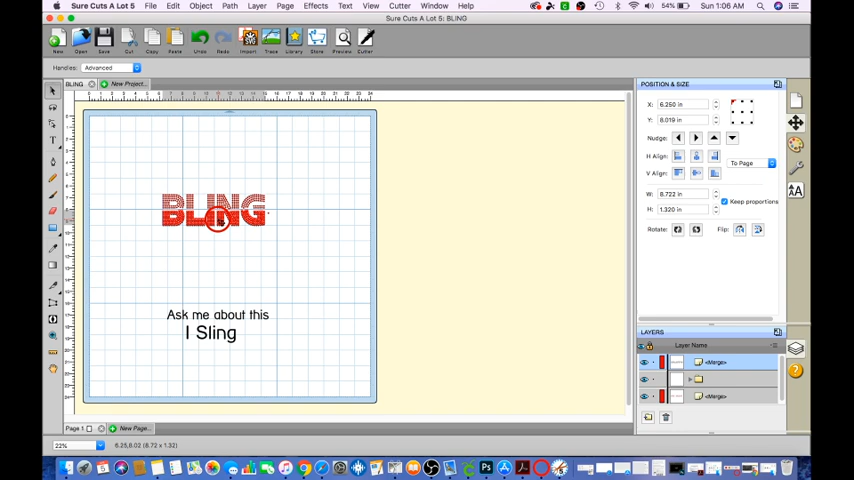 Sure Cuts A Lot 5 File Edit Object Path Page Effects Text View Cutter Window Help 54% Sun 1:06 AM
Sure Cuts A Lot 5: BLING
New Open Save Cut Copy Paste Undo Redo Import Trace Library Store Preview Cutter
Handles: Advanced
BLING New Project...
POSITION & SIZE
X: 6.250 in
Y: 8.019 in
Nudge:
H Align: To Page
V Align:
W: 8.722 in
H: 1.320 in
Keep proportions
Rotate: Flip:
BLING
Ask me about this
I Sling
LAYERS
Layer Name
<Merge>
<Merge>
Page 1 New Page...
22% 6.25,8.02 (8.72 x 1.32)